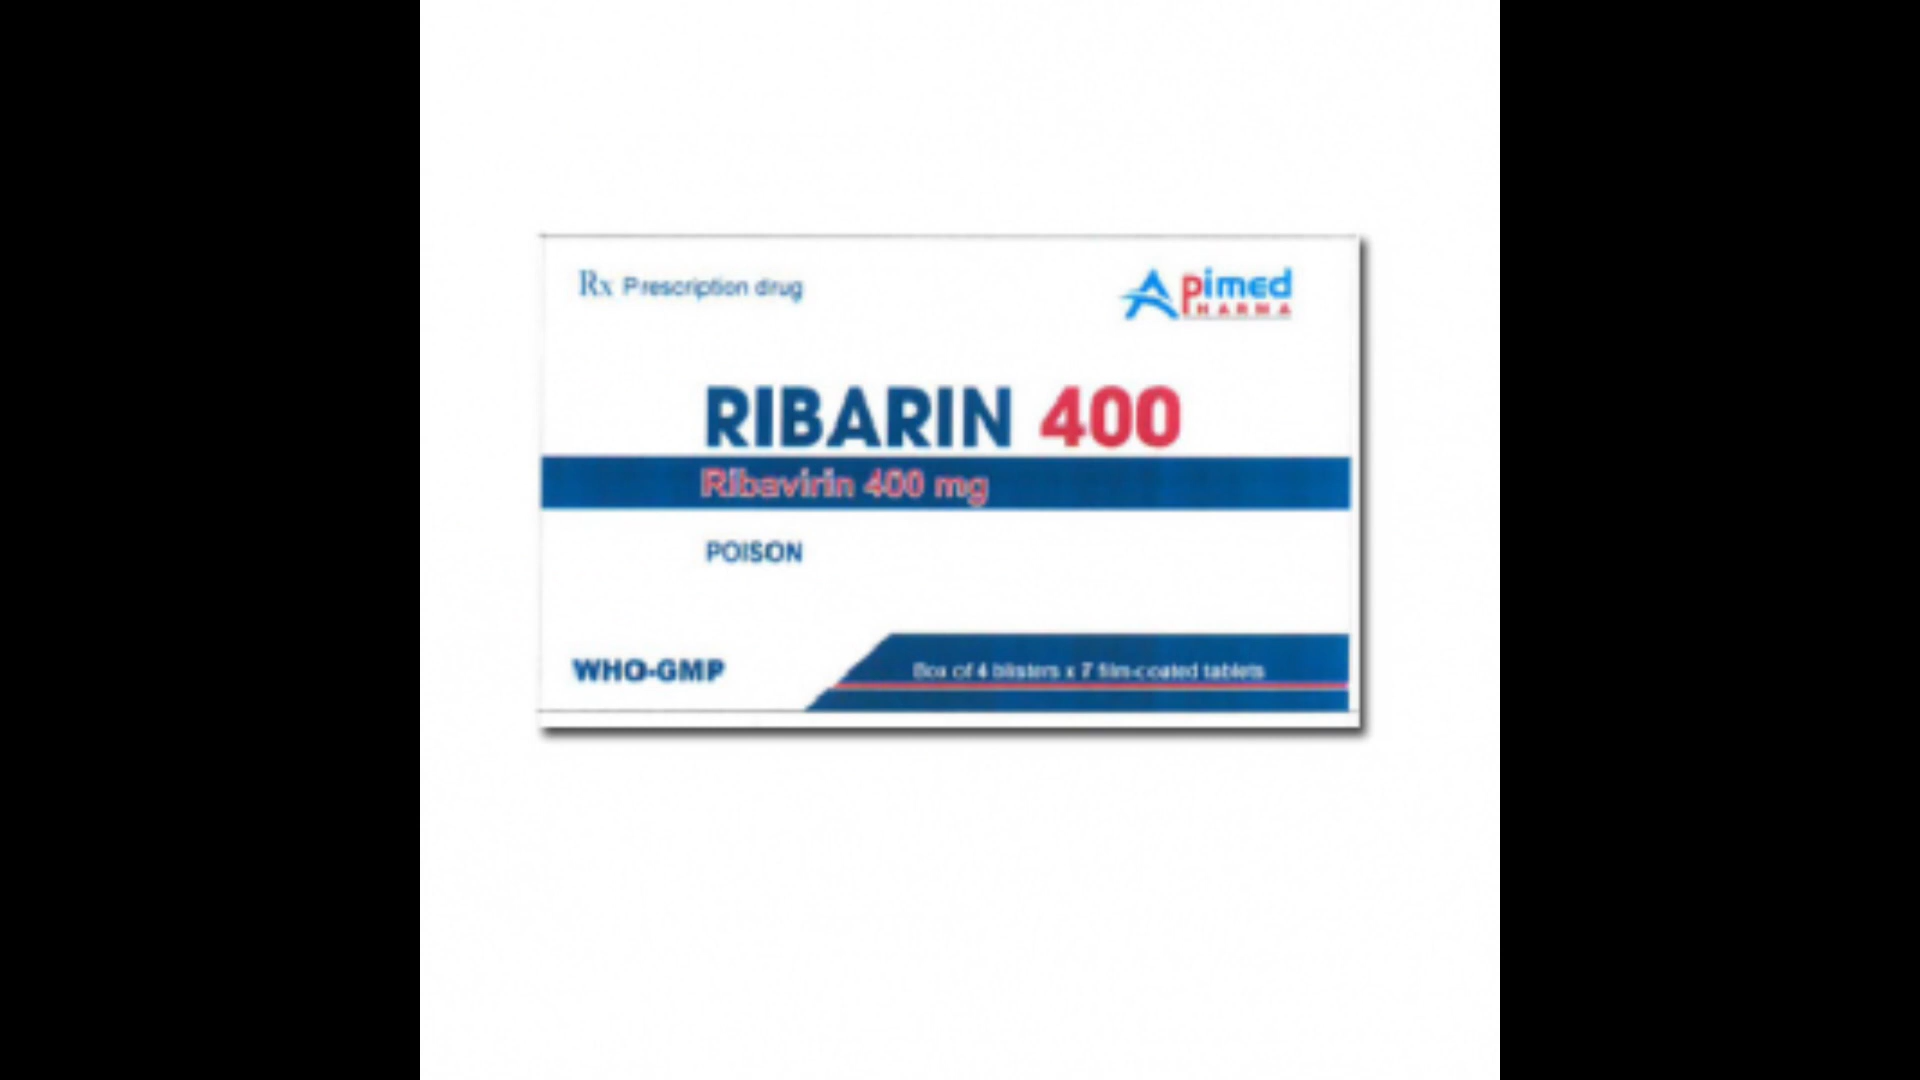 Rx Prescription drug
Apimed
PHARMA
RIBARIN 400
Ribavirin 400 mg
POISON
WHO-GMP
Box of 4 blisters x 7 film-coated tablets